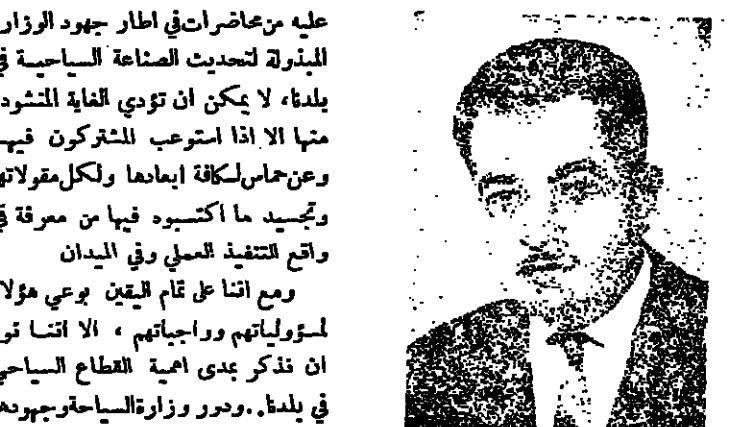 عليه من محاضرات في اطار جهود الوزار
المبذولة لتحديث الصناعة السياحية في
بلدنا، لا يمكن ان تؤدي الغاية المنشود
منها الا اذا استوعب المشتركون فيهـ
وعن حماس لكافة ابعادها ولكل مقولاتها
وتجسيد ما اكتسبوه فيها من معرفة في
واقع التنفيذ العملي وفي الميدان
ومع اننا على تمام اليقين بوعي هؤلا
لمسؤولياتهم وواجباتهم ، الا اننا نو
ان نذكر بمدى اهمية القطاع السياحي
في بلدنا..ودور وزارة السياحة وجهودها